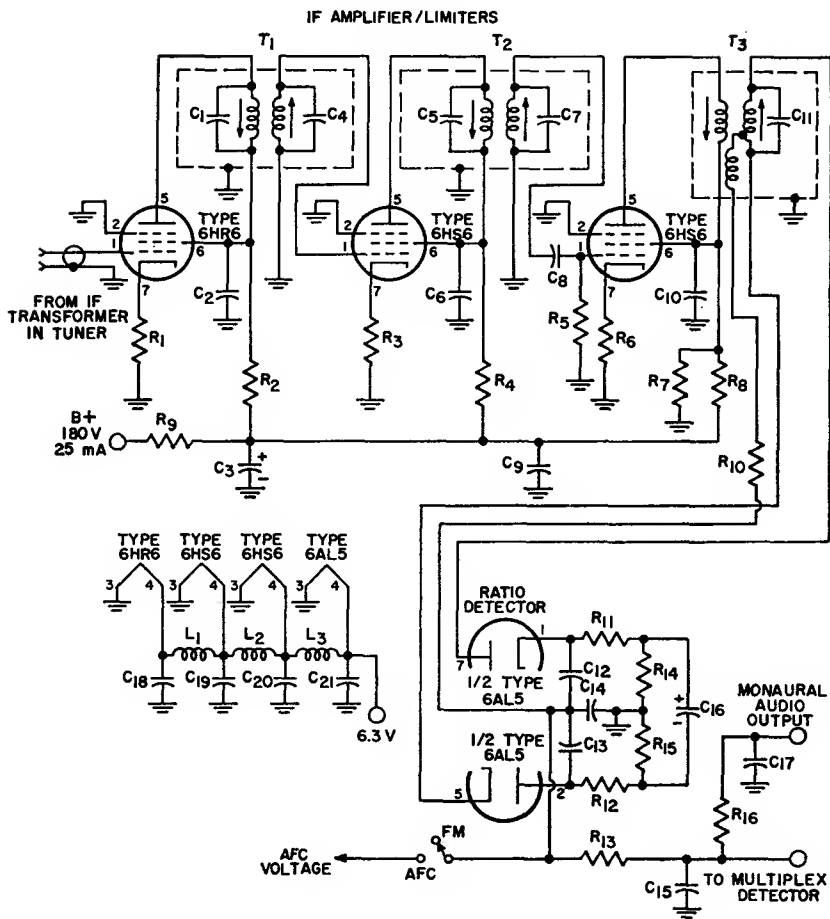 IF AMPLIFIER/LIMITERS
T1
T2
T3
C1
C4
C5
C7
C11
5
2
1
6
7
TYPE
6HR6
C2
R1
FROM IF
TRANSFORMER
IN TUNER
R2
5
2
1
6
7
TYPE
6HS6
C6
R3
R4
C8
R5
5
2
1
6
7
TYPE
6HS6
C10
R6
R7
R8
R10
B+
180 V
25 mA
R9
C3
+
-
C9
TYPE
6HR6
TYPE
6HS6
TYPE
6HS6
TYPE
6AL5
3
4
3
4
3
4
3
4
L1
L2
L3
C18
C19
C20
C21
6.3 V
RATIO
DETECTOR
7
1
1/2 TYPE
6AL5
R11
C12
C14
R14
C16
+
-
1/2 TYPE
6AL5
5
2
C13
R15
R12
MONAURAL
AUDIO
OUTPUT
C17
R16
AFC
VOLTAGE
FM
AFC
R13
C15
TO MULTIPLEX
DETECTOR